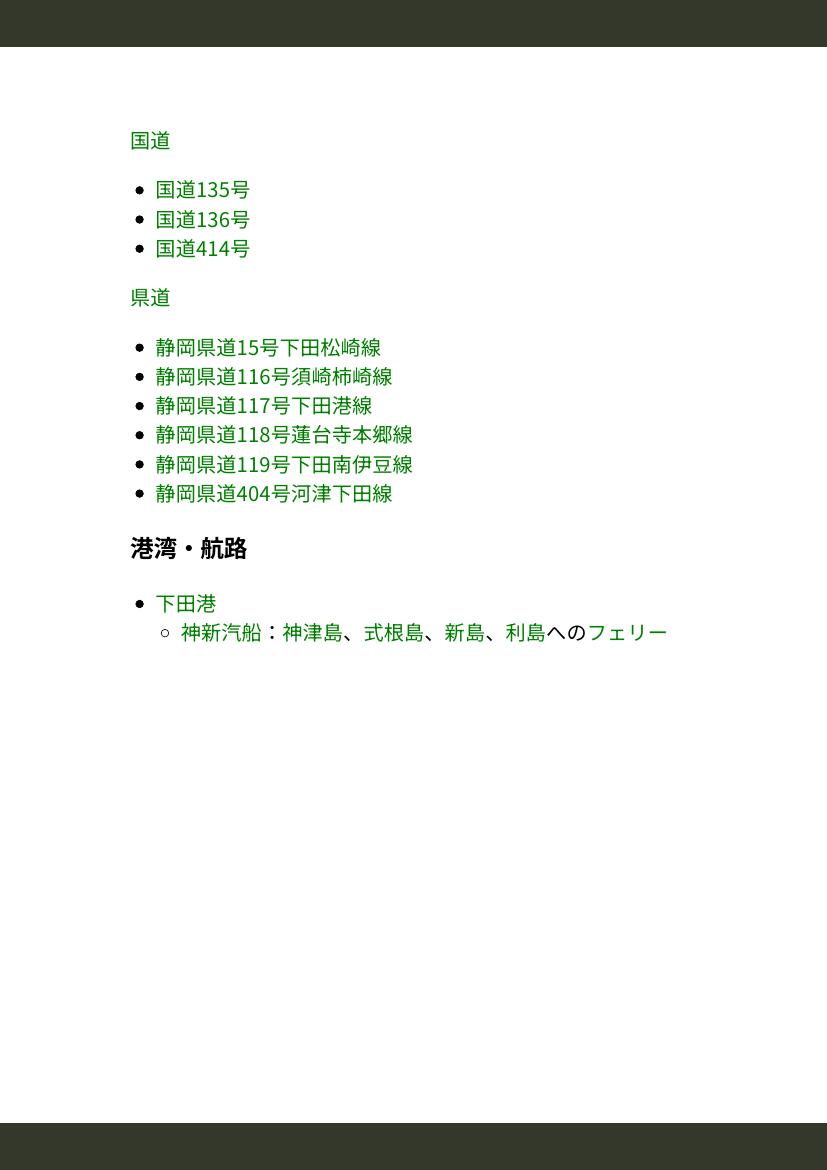 国道
国道135号
国道136号
国道414号
県道
静岡県道15号下田松崎線
静岡県道116号須崎柿崎線
静岡県道117号下田港線
静岡県道118号蓮台寺本郷線
静岡県道119号下田南伊豆線
静岡県道404号河津下田線
港湾・航路
下田港
神新汽船：神津島、式根島、新島、利島へのフェリー